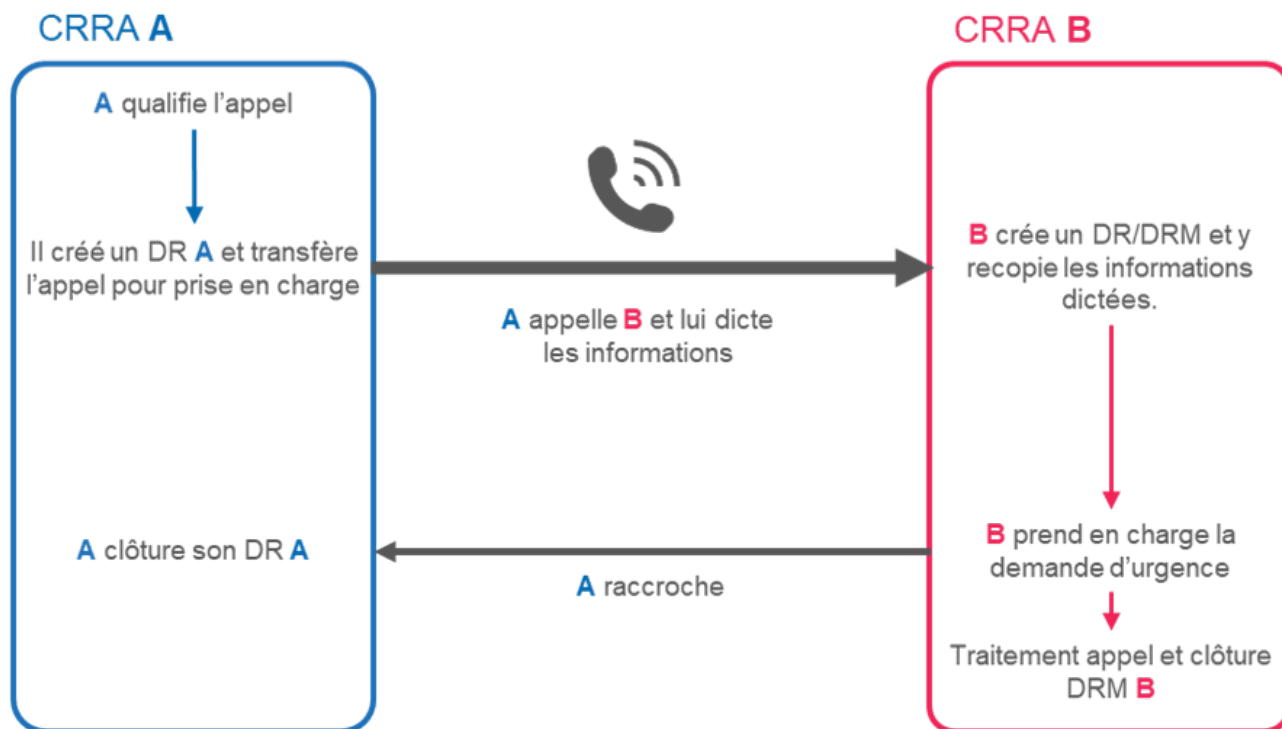 CRRA A
CRRA B
A qualifie l'appel
Il créé un DR A et transfère
l'appel pour prise en charge
A appelle B et lui dicte
les informations
B crée un DR/DRM et y
recopie les informations
dictées.
B prend en charge la
demande d'urgence
A raccroche
A clôture son DR A
Traitement appel et clôture
DRM B